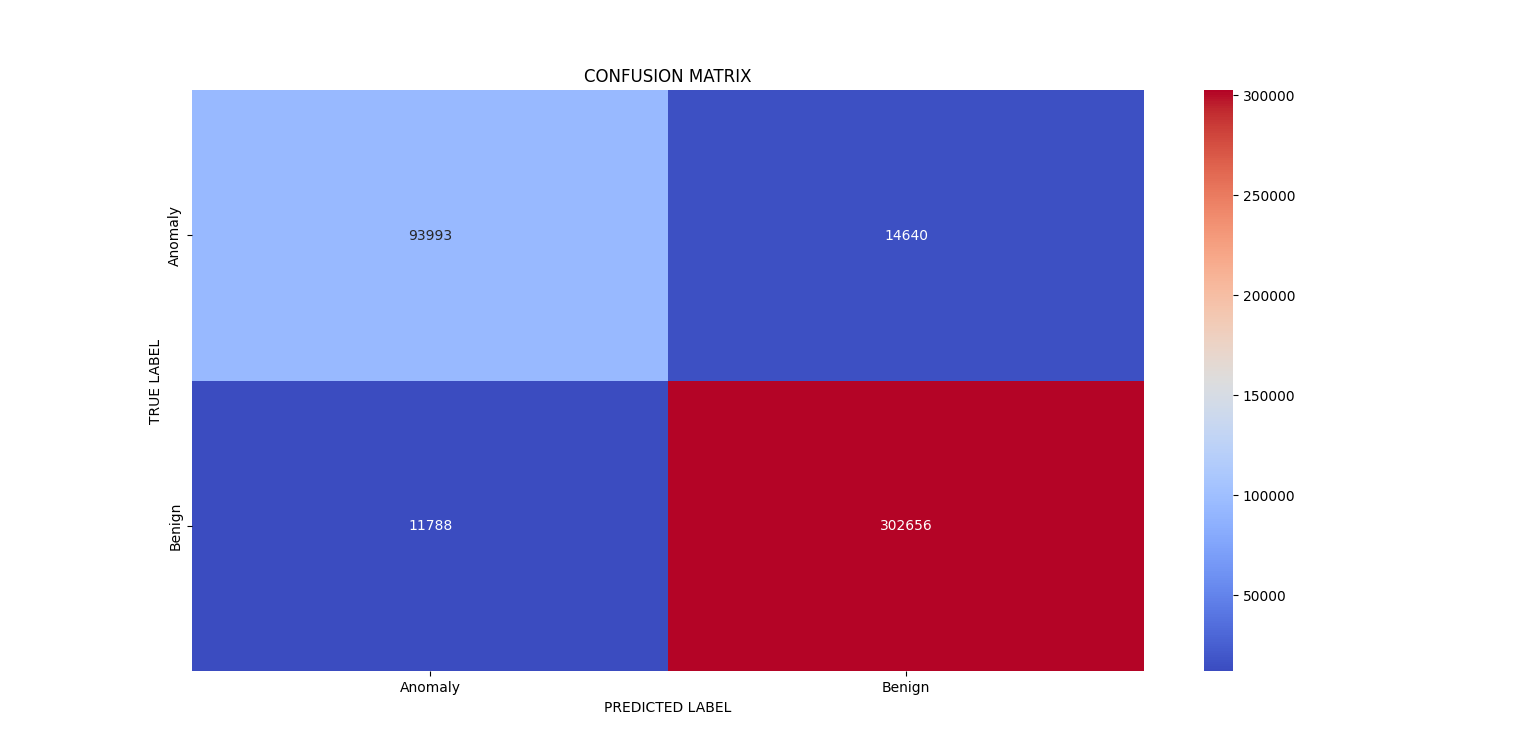 CONFUSION MATRIX
TRUE LABEL
Anomaly
93993
14640
Benign
11788
302656
Anomaly
Benign
PREDICTED LABEL
300000
250000
200000
150000
100000
50000